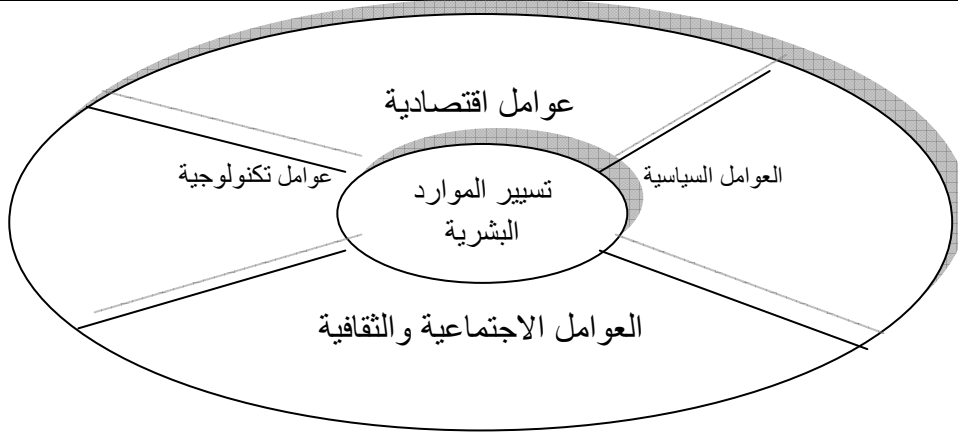 عوامل اقتصادية
العوامل السياسية
عوامل تكنولوجية
تسيير الموارد
البشرية
العوامل الاجتماعية والثقافية